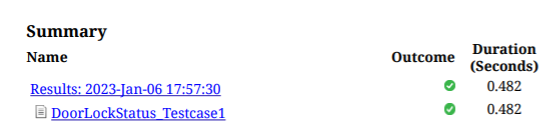 Summary
Name Outcome Duration (Seconds)
Results: 2023-Jan-06 17:57:30 0.482
DoorLockStatus_Testcase1 0.482